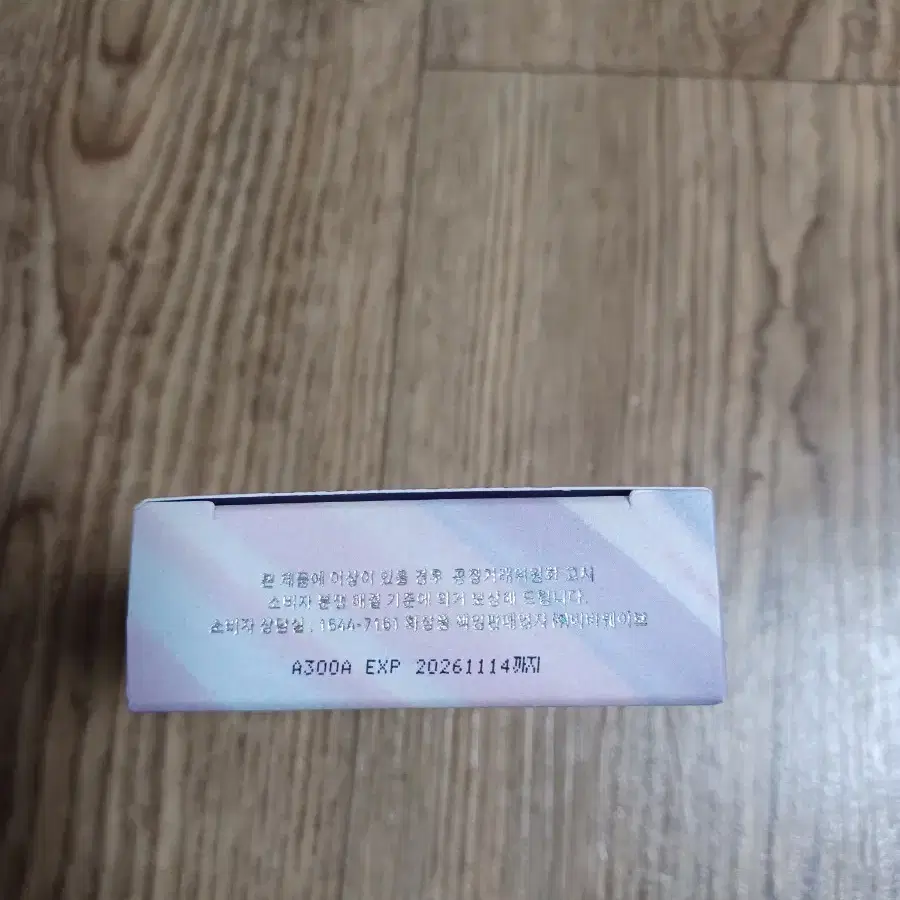 본 제품에 이상이 있을 경우 공정거래위원회 고시
소비자 분쟁 해결 기준에 의거 보상해 드립니다.
소비자 상담실 . 1544-7161 화장품 책임판매업자 (주)비바웨이브
A300A EXP 20261114까지